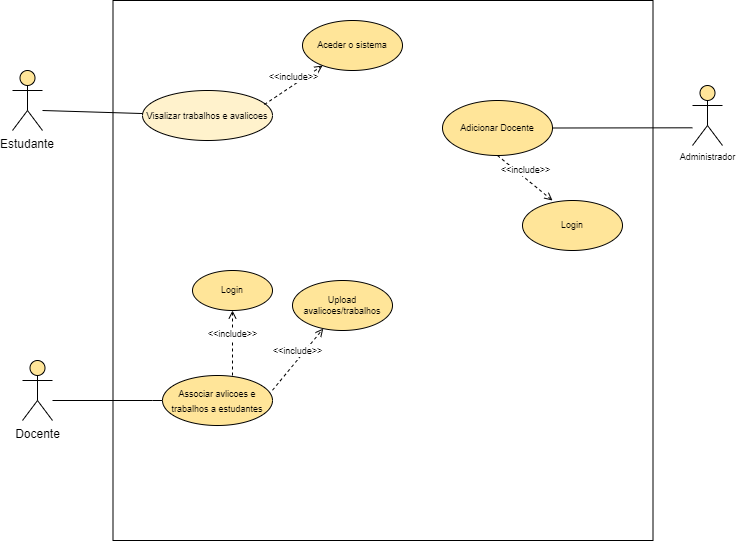 Aceder o sistema
<<include>>
Visalizar trabalhos e avalicoes
Estudante
Adicionar Docente
Administrador
<<include>>
Login
Login
Upload
avalicoes/trabalhos
<<include>>
<<include>>
Associar avlicoes e
trabalhos a estudantes
Docente